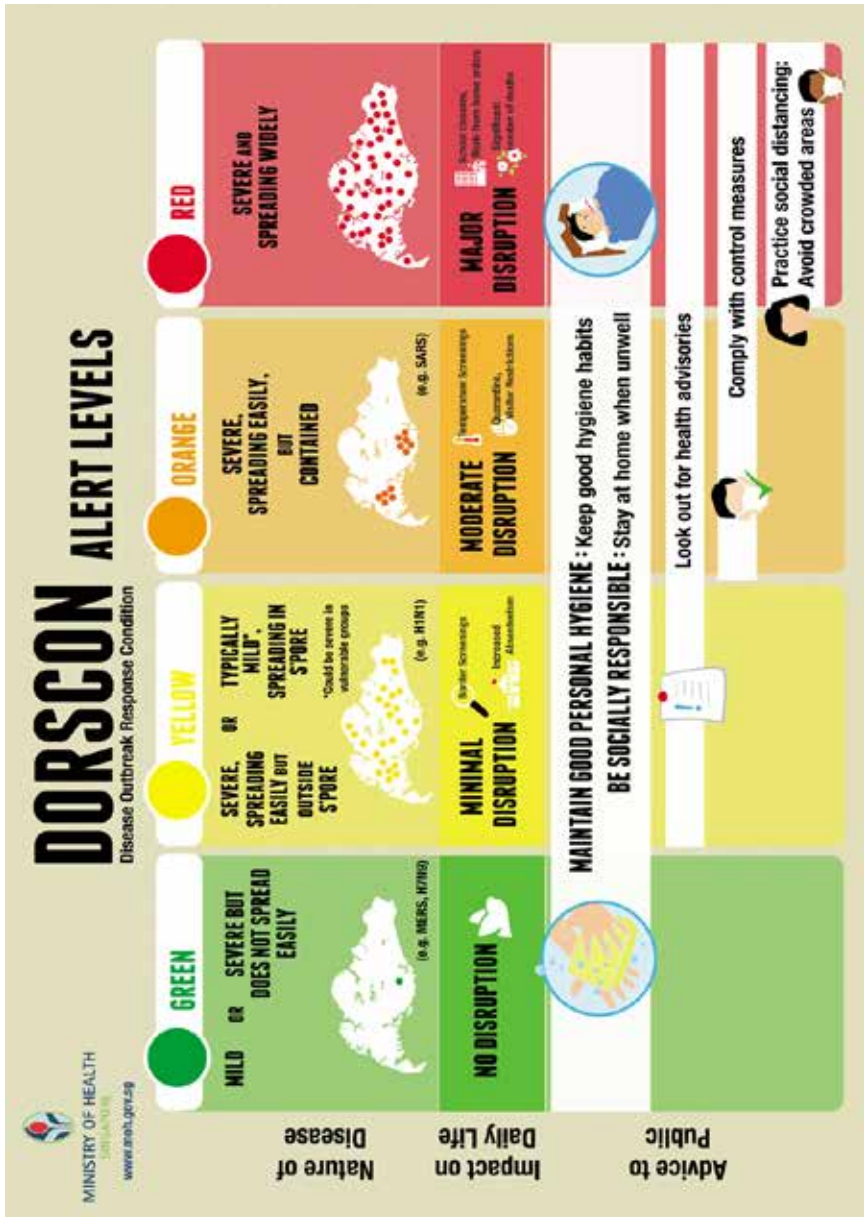 MINISTRY OF HEALTH
SINGAPORE
www.moh.gov.sg
DORSCON ALERT LEVELS
Disease Outbreak Response Condition
GREEN
YELLOW
ORANGE
RED
Nature of
Disease
MILD OR SEVERE BUT
DOES NOT SPREAD
EASILY
(e.g. MERS, H7N9)
SEVERE,
SPREADING
EASILY BUT
OUTSIDE
S'PORE
OR
TYPICALLY
MILD*,
SPREADING IN
S'PORE
*Could be severe in
vulnerable groups
(e.g. H1N1)
SEVERE,
SPREADING EASILY,
BUT
CONTAINED
(e.g. SARS)
SEVERE AND
SPREADING WIDELY
Impact on
Daily Life
NO DISRUPTION
MINIMAL
DISRUPTION
Border Screenings
Increased
Absenteeism
MODERATE
DISRUPTION
Temperature Screenings
Quarantine,
Visitor Restrictions
MAJOR
DISRUPTION
School closures,
Work from home orders
Significant
number of deaths
Advice to
Public
MAINTAIN GOOD PERSONAL HYGIENE : Keep good hygiene habits
BE SOCIALLY RESPONSIBLE : Stay at home when unwell
Look out for health advisories
Comply with control measures
Practice social distancing:
Avoid crowded areas